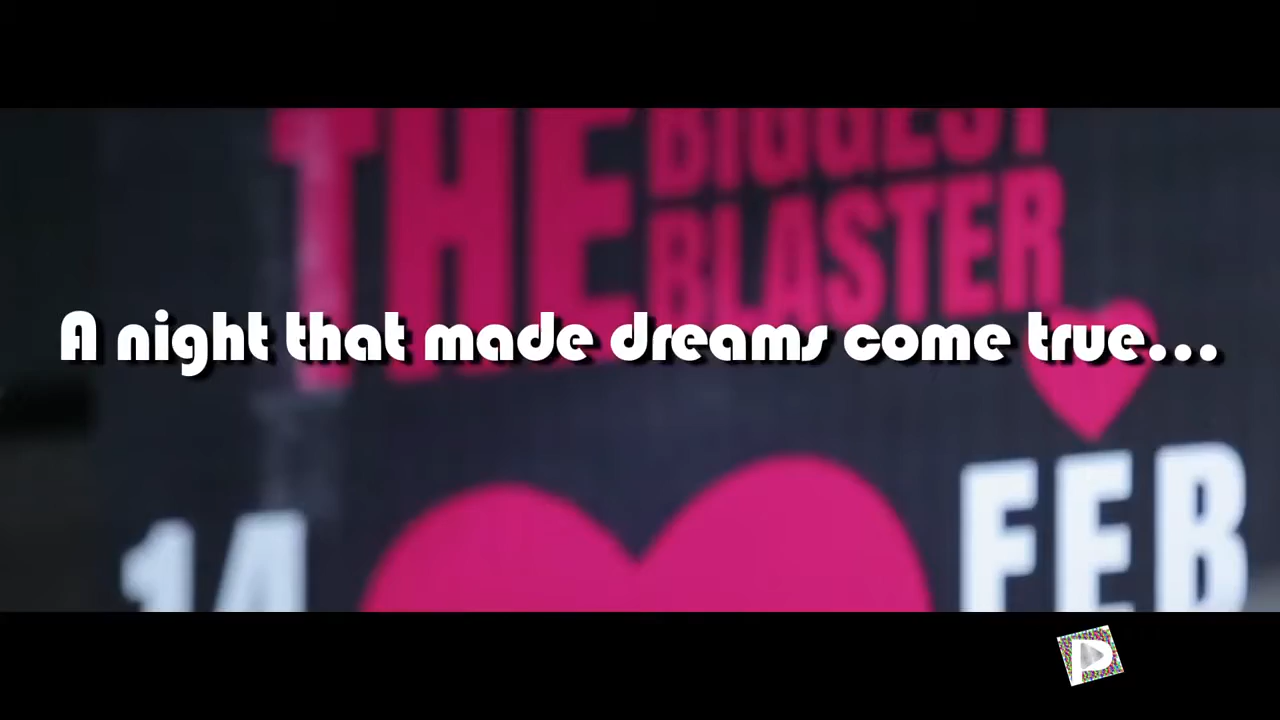 THE
BIGGEST
BLASTER
A night that made dreams come true...
14
FEB
P